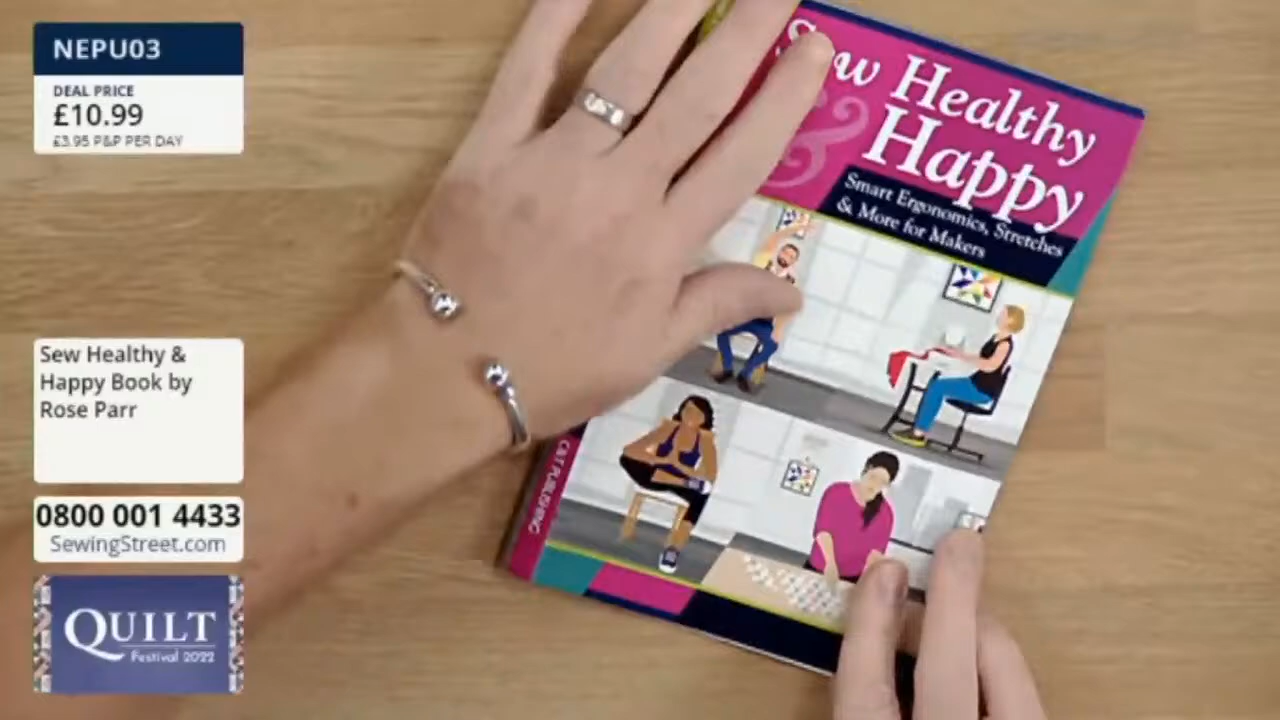 NEPU03
DEAL PRICE
£10.99
£3.95 P&P PER DAY
Sew Healthy &
Happy Book by
Rose Parr
0800 001 4433
SewingStreet.com
QUILT
Festival 2022
Sew Healthy
& Happy
Smart Ergonomics, Stretches
& More for Makers
C&T PUBLISHING